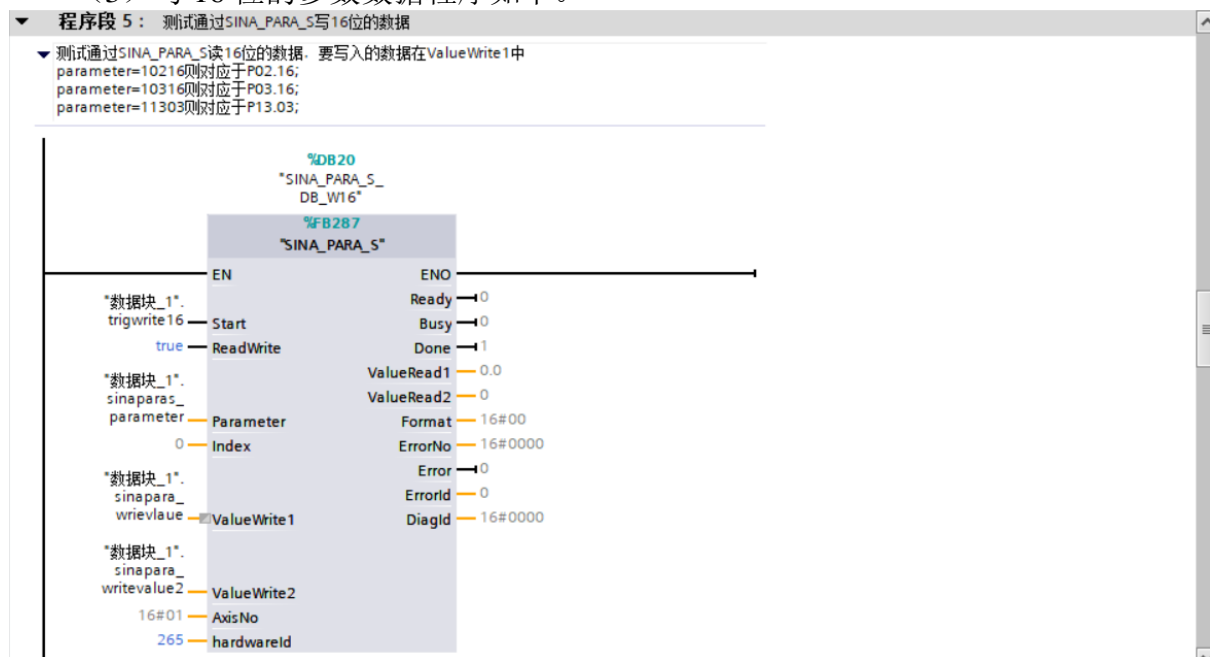 （3）写 16 位的参数数据程序如下。
程序段 5： 测试通过SINA_PARA_S写16位的数据
测试通过SINA_PARA_S读16位的数据．要写入的数据在ValueWrite1中
parameter=10216则对应于P02.16;
parameter=10316则对应于P03.16;
parameter=11303则对应于P13.03;
%DB20
"SINA_PARA_S_
DB_W16"
%FB287
"SINA_PARA_S"
EN ENO
Ready 0
"数据块_1".
trigwrite16 Start Busy 0
true ReadWrite Done 1
ValueRead1 0.0
"数据块_1".
sinaparas_ ValueRead2 0
parameter Parameter Format 16#00
0 Index ErrorNo 16#0000
Error 0
"数据块_1".
sinapara_ ErrorId 0
wrievlaue ValueWrite1 DiagId 16#0000
"数据块_1".
sinapara_
writevalue2 ValueWrite2
16#01 AxisNo
265 hardwareId